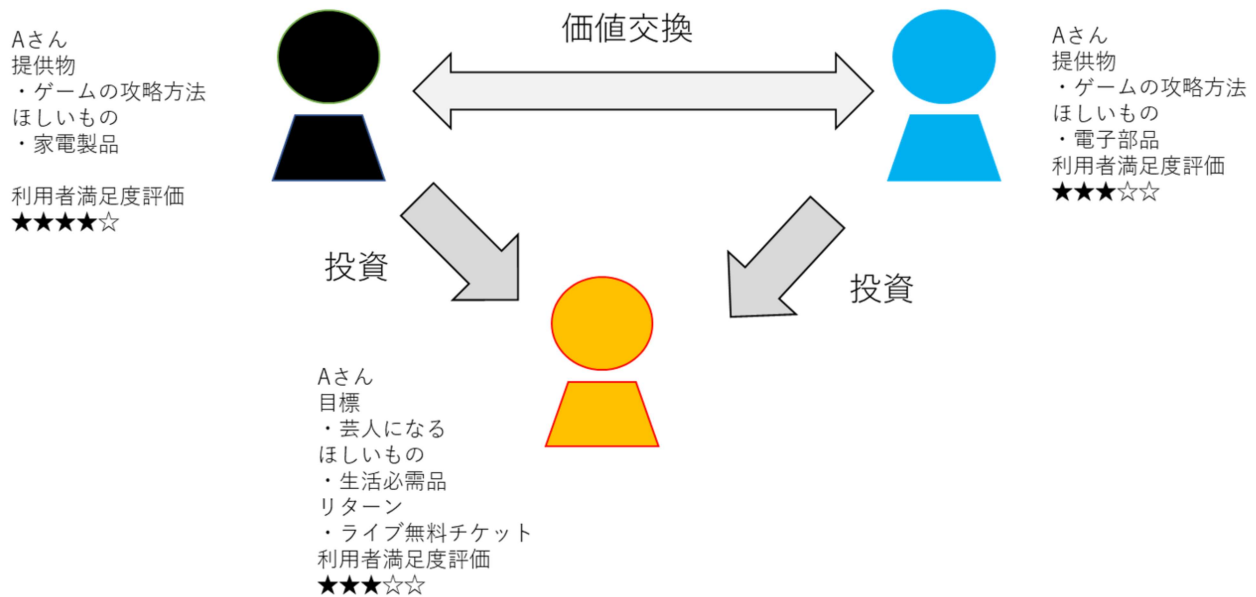 価値交換
Aさん
提供物
・ゲームの攻略方法
ほしいもの
・家電製品
利用者満足度評価
★★★★☆
Aさん
提供物
・ゲームの攻略方法
ほしいもの
・電子部品
利用者満足度評価
★★★☆☆
投資
投資
Aさん
目標
・芸人になる
ほしいもの
・生活必需品
リターン
・ライブ無料チケット
利用者満足度評価
★★★☆☆